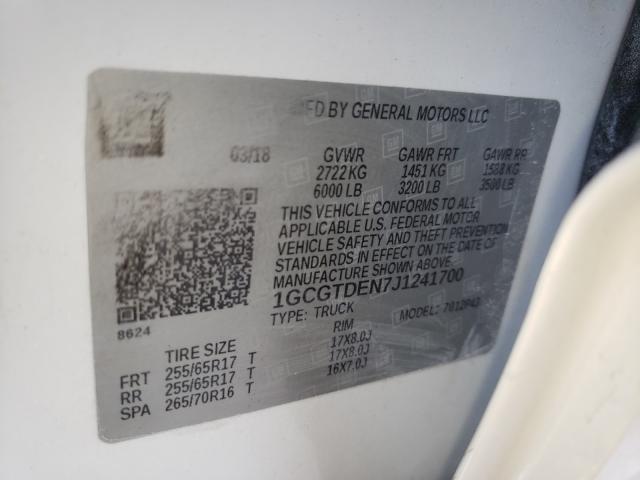 MFD BY GENERAL MOTORS LLC
03/18 GVWR GAWR FRT GAWR RR
2722 KG 1451 KG 1588 KG
6000 LB 3200 LB 3500 LB
THIS VEHICLE CONFORMS TO ALL
APPLICABLE U.S. FEDERAL MOTOR
VEHICLE SAFETY AND THEFT PREVENTION
STANDARDS IN EFFECT ON THE DATE OF
MANUFACTURE SHOWN ABOVE.
1GCGTDEN7J1241700
TYPE: TRUCK MODEL:
8624
TIRE SIZE RIM
FRT 255/65R17 T 17X8.0J
RR 255/65R17 T 17X8.0J
SPA 265/70R16 T 16X7.0J